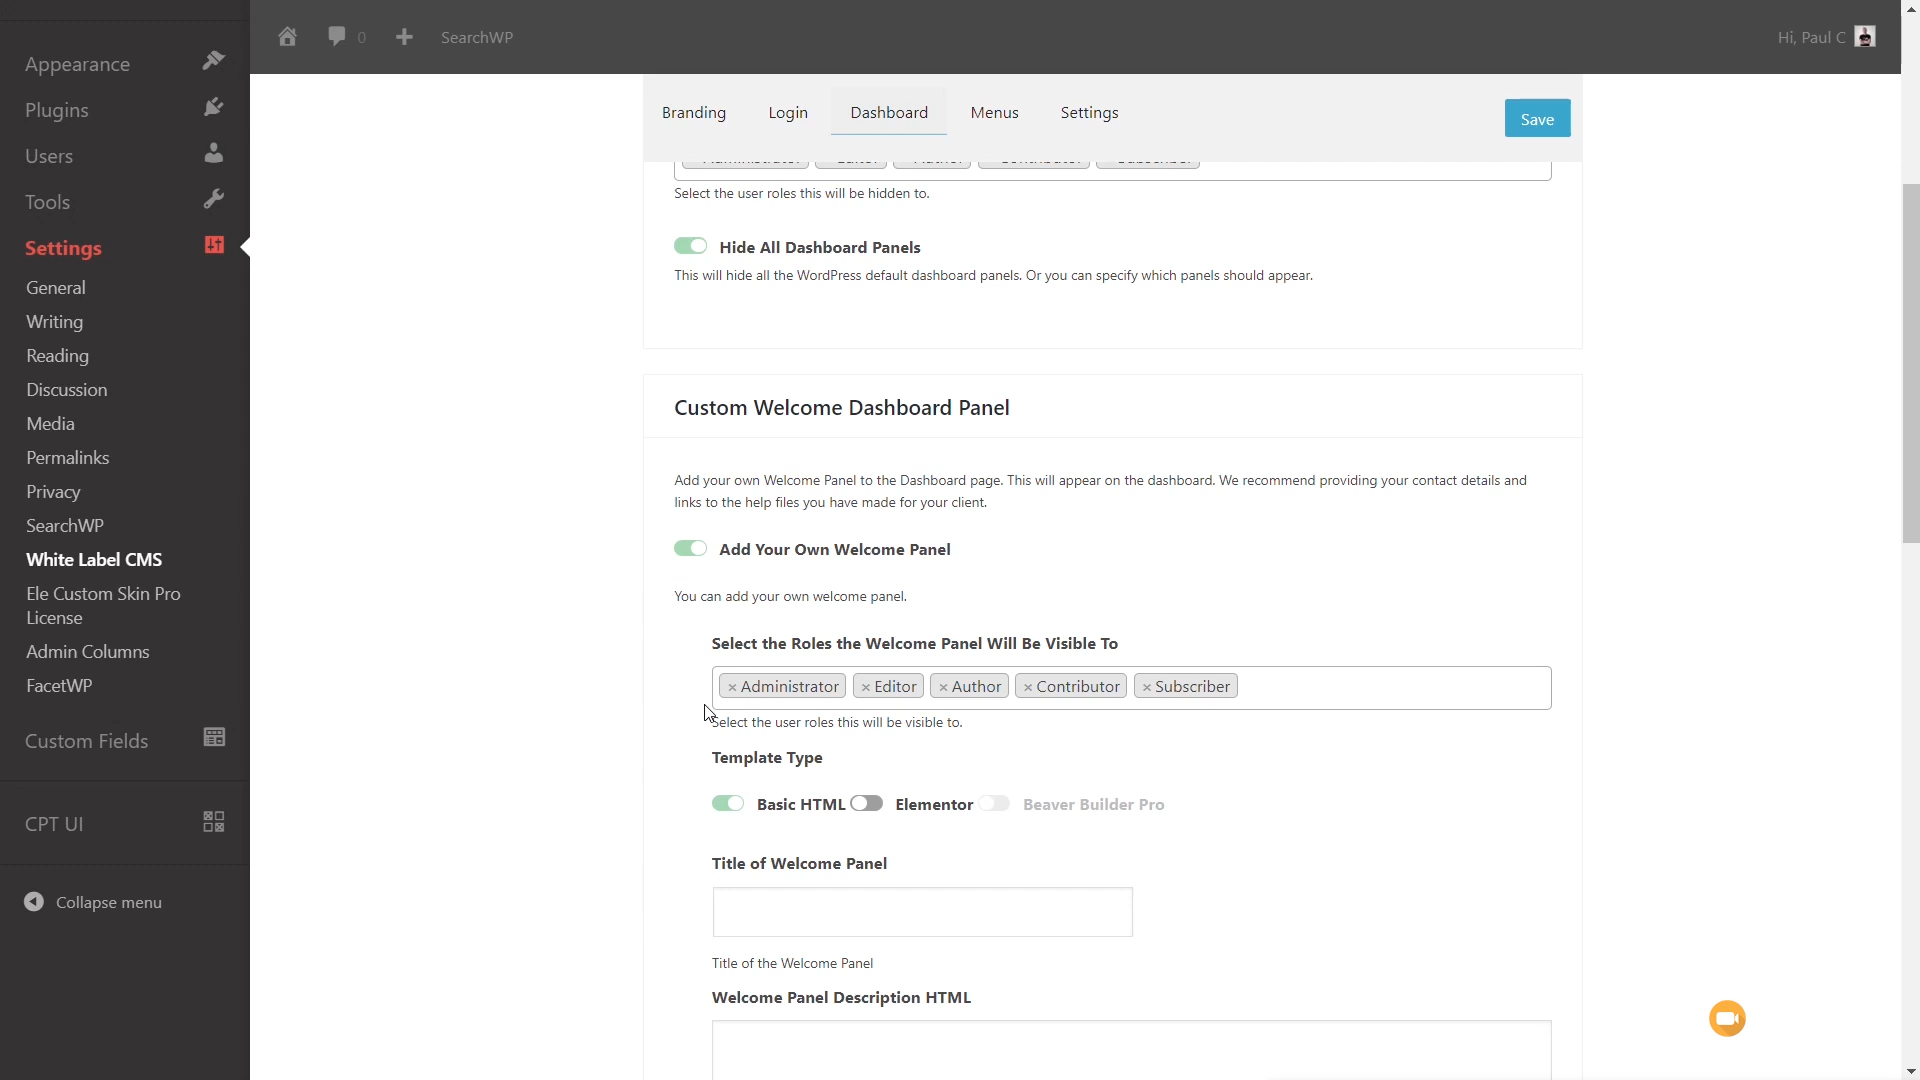 0
SearchWP
Hi, Paul C
Appearance
Plugins
Users
Tools
Settings
General
Writing
Reading
Discussion
Media
Permalinks
Privacy
SearchWP
White Label CMS
Ele Custom Skin Pro
License
Admin Columns
FacetWP
Custom Fields
CPT UI
Collapse menu
Branding
Login
Dashboard
Menus
Settings
Save
Select the user roles this will be hidden to.
Hide All Dashboard Panels
This will hide all the WordPress default dashboard panels. Or you can specify which panels should appear.
Custom Welcome Dashboard Panel
Add your own Welcome Panel to the Dashboard page. This will appear on the dashboard. We recommend providing your contact details and
links to the help files you have made for your client.
Add Your Own Welcome Panel
You can add your own welcome panel.
Select the Roles the Welcome Panel Will Be Visible To
× Administrator × Editor × Author × Contributor × Subscriber
Select the user roles this will be visible to.
Template Type
Basic HTML Elementor Beaver Builder Pro
Title of Welcome Panel
Title of the Welcome Panel
Welcome Panel Description HTML